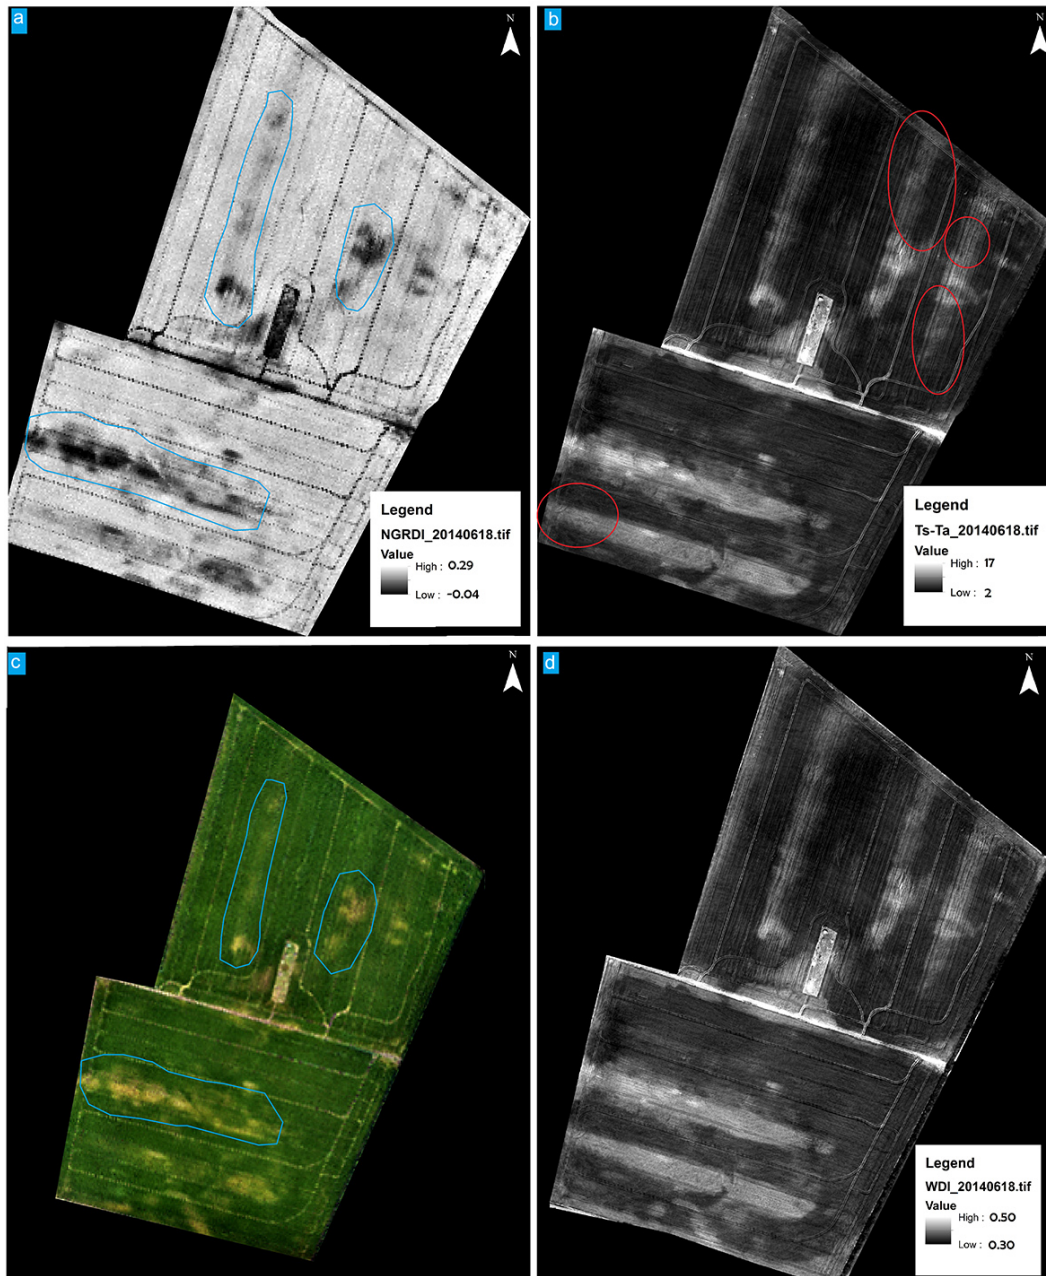 a
N
Legend
NGRDI_20140618.tif
Value
High : 0.29
Low : -0.04
b
N
Legend
Ts-Ta_20140618.tif
Value
High : 17
Low : 2
c
N
d
N
Legend
WDI_20140618.tif
Value
High : 0.50
Low : 0.30